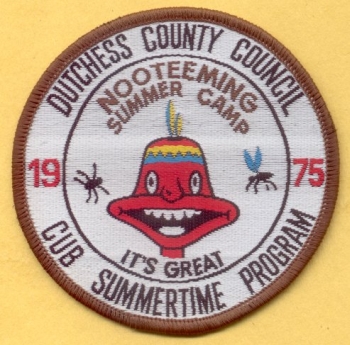 DUTCHESS COUNTY COUNCIL
NOOTEEMING
SUMMER CAMP
19 75
IT'S GREAT
CUB SUMMERTIME PROGRAM